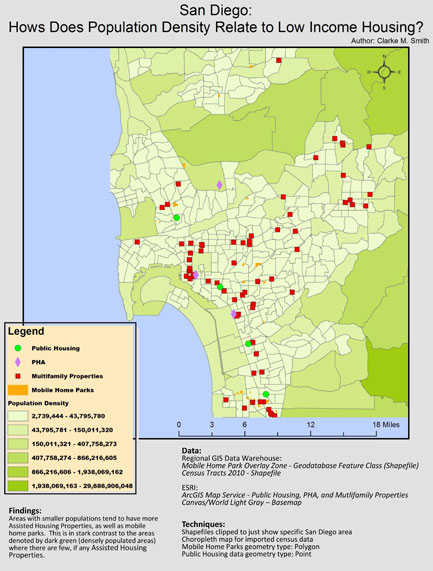 San Diego:
Hows Does Population Density Relate to Low Income Housing?
Author: Clarke M. Smith
N
W
E
S
Legend
Public Housing
PHA
Multifamily Properties
Mobile Home Parks
Population Density
2,739,444 - 43,795,780
43,795,781 - 150,011,320
150,011,321 - 407,758,273
407,758,274 - 866,216,605
866,216,606 - 1,938,069,162
1,938,069,163 - 29,686,906,048
0 3 6 12 18 Miles
Data:
Regional GIS Data Warehouse:
Mobile Home Park Overlay Zone - Geodatabase Feature Class (Shapefile)
Census Tracts 2010 - Shapefile
ESRI:
ArcGIS Map Service - Public Housing, PHA, and Mutlifamily Properties
Canvas/World Light Gray – Basemap
Findings:
Areas with smaller populations tend to have more
Assisted Housing Properties, as well as mobile
home parks. This is in stark contrast to the areas
denoted by dark green (densely populated areas)
where there are few, if any Assisted Housing
Properties.
Techniques:
Shapefiles clipped to just show specific San Diego area
Choropleth map for imported census data
Mobile Home Parks geometry type: Polygon
Public Housing data geometry type: Point